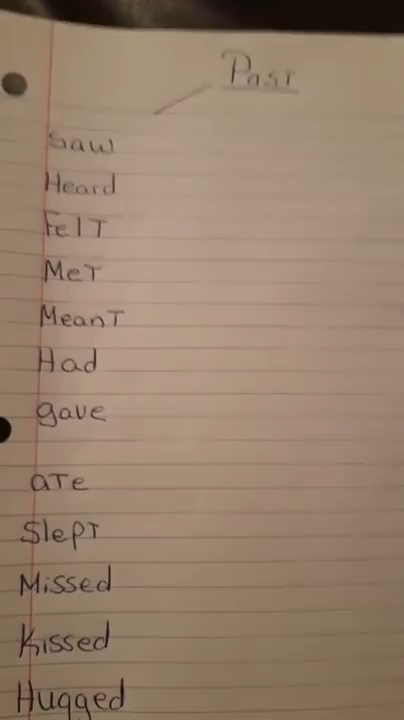 Past
Saw
Heard
Felt
Met
Meant
Had
gave
ate
Slept
Missed
Kissed
Hugged